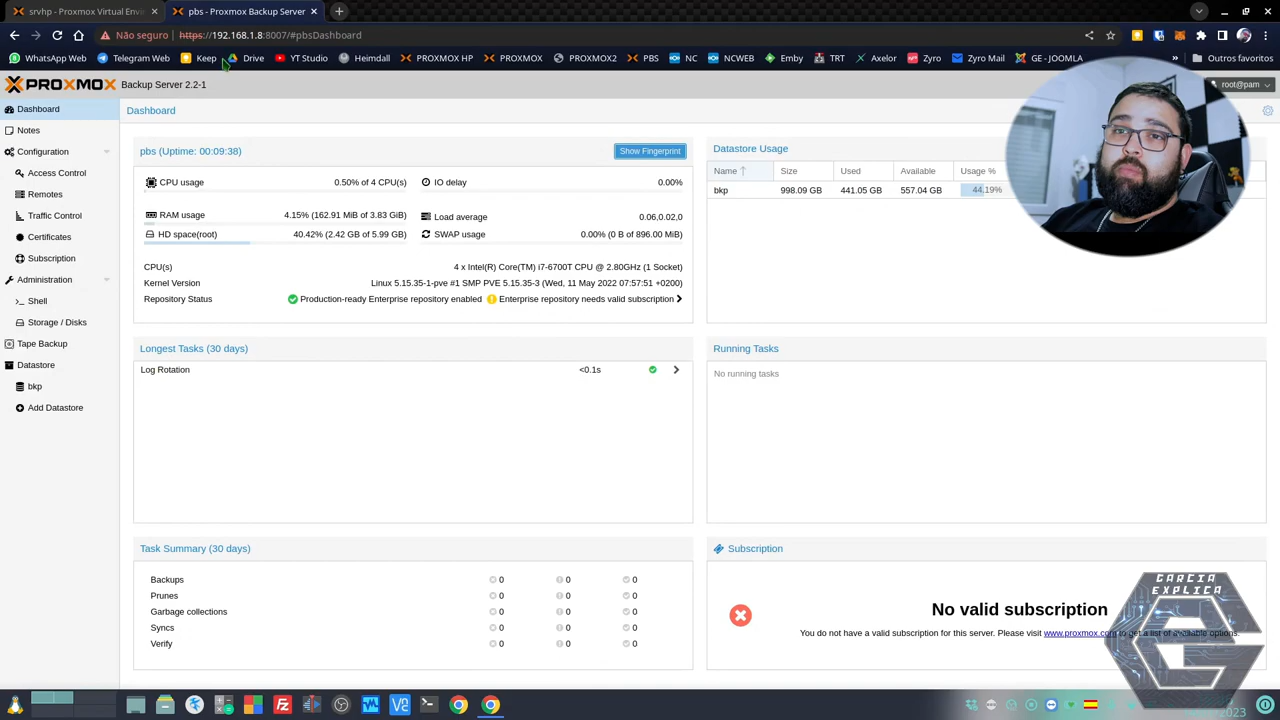 srvhp - Proxmox Virtual En
pbs - Proxmox Backup Server
Não seguro
https://192.168.1.8:8007/#pbsDashboard
WhatsApp Web
Telegram Web
Keep
Drive
YT Studio
Heimdall
PROXMOX HP
PROXMOX
PROXMOX2
PBS
NC
NCWEB
Emby
TRT
Axelor
Zyro
Zyro Mail
GE - JOOMLA
»
Outros favoritos
PROXMOX Backup Server 2.2-1
root@pam
Dashboard
Notes
Configuration
Access Control
Remotes
Traffic Control
Certificates
Subscription
Administration
Shell
Storage / Disks
Tape Backup
Datastore
bkp
Add Datastore
Dashboard
pbs (Uptime: 00:09:38)
Show Fingerprint
CPU usage 0.50% of 4 CPU(s)
IO delay 0.00%
RAM usage 4.15% (162.91 MiB of 3.83 GiB)
Load average 0.06,0.02,0
HD space(root) 40.42% (2.42 GB of 5.99 GB)
SWAP usage 0.00% (0 B of 896.00 MiB)
CPU(s) 4 x Intel(R) Core(TM) i7-6700T CPU @ 2.80GHz (1 Socket)
Kernel Version Linux 5.15.35-1-pve #1 SMP PVE 5.15.35-3 (Wed, 11 May 2022 07:57:51 +0200)
Repository Status Production-ready Enterprise repository enabled Enterprise repository needs valid subscription
Datastore Usage
Name Size Used Available Usage %
bkp 998.09 GB 441.05 GB 557.04 GB 44.19%
Longest Tasks (30 days)
Log Rotation <0.1s
Running Tasks
No running tasks
Task Summary (30 days)
Backups 0 0 0
Prunes 0 0 0
Garbage collections 0 0 0
Syncs 0 0 0
Verify 0 0 0
Subscription
No valid subscription
You do not have a valid subscription for this server. Please visit www.proxmox.com to get a list of available options.
GARCIA
EXPLICA
2023